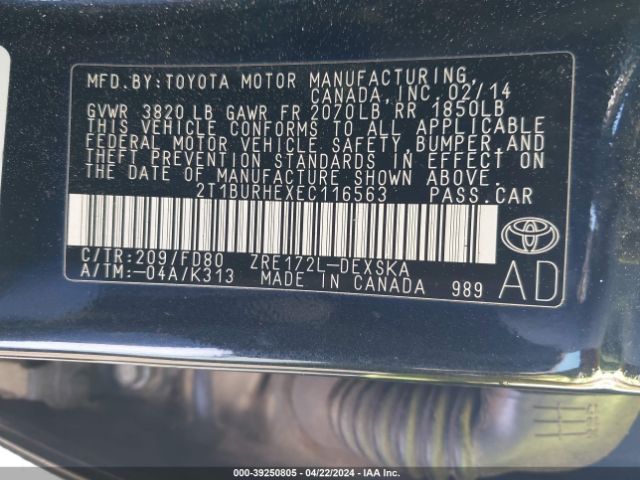 MFD.BY:TOYOTA MOTOR MANUFACTURING,
CANADA,INC. 02/14
GVWR 3820 LB GAWR FR 2070LB RR 1850LB
THIS VEHICLE CONFORMS TO ALL APPLICABLE
FEDERAL MOTOR VEHICLE SAFETY,BUMPER,AND
THEFT PREVENTION STANDARDS IN EFFECT ON
THE DATE OF MANUFACTURE SHOWN ABOVE.
2T1BURHEXEC116563 PASS.CAR
C/TR:209/FD80 ZRE172L-DEXSKA
A/TM:-04A/K313 MADE IN CANADA 989
AD
000-39250805 - 04/22/2024 - IAA Inc.